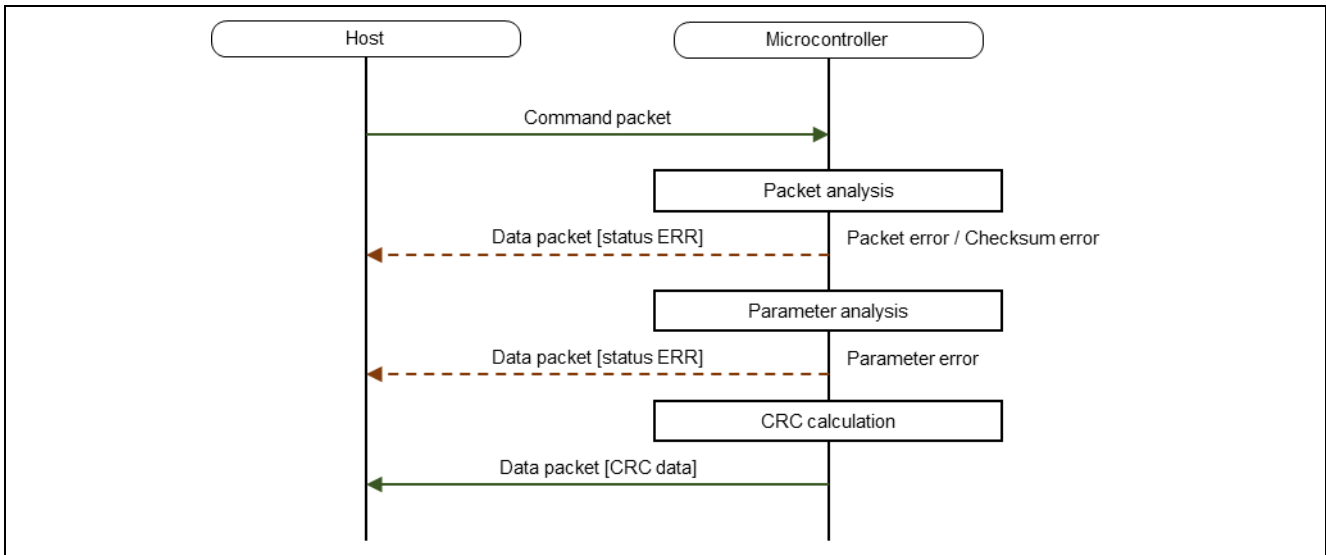 Host
Microcontroller
Command packet
Packet analysis
Data packet [status ERR]
Packet error / Checksum error
Parameter analysis
Data packet [status ERR]
Parameter error
CRC calculation
Data packet [CRC data]